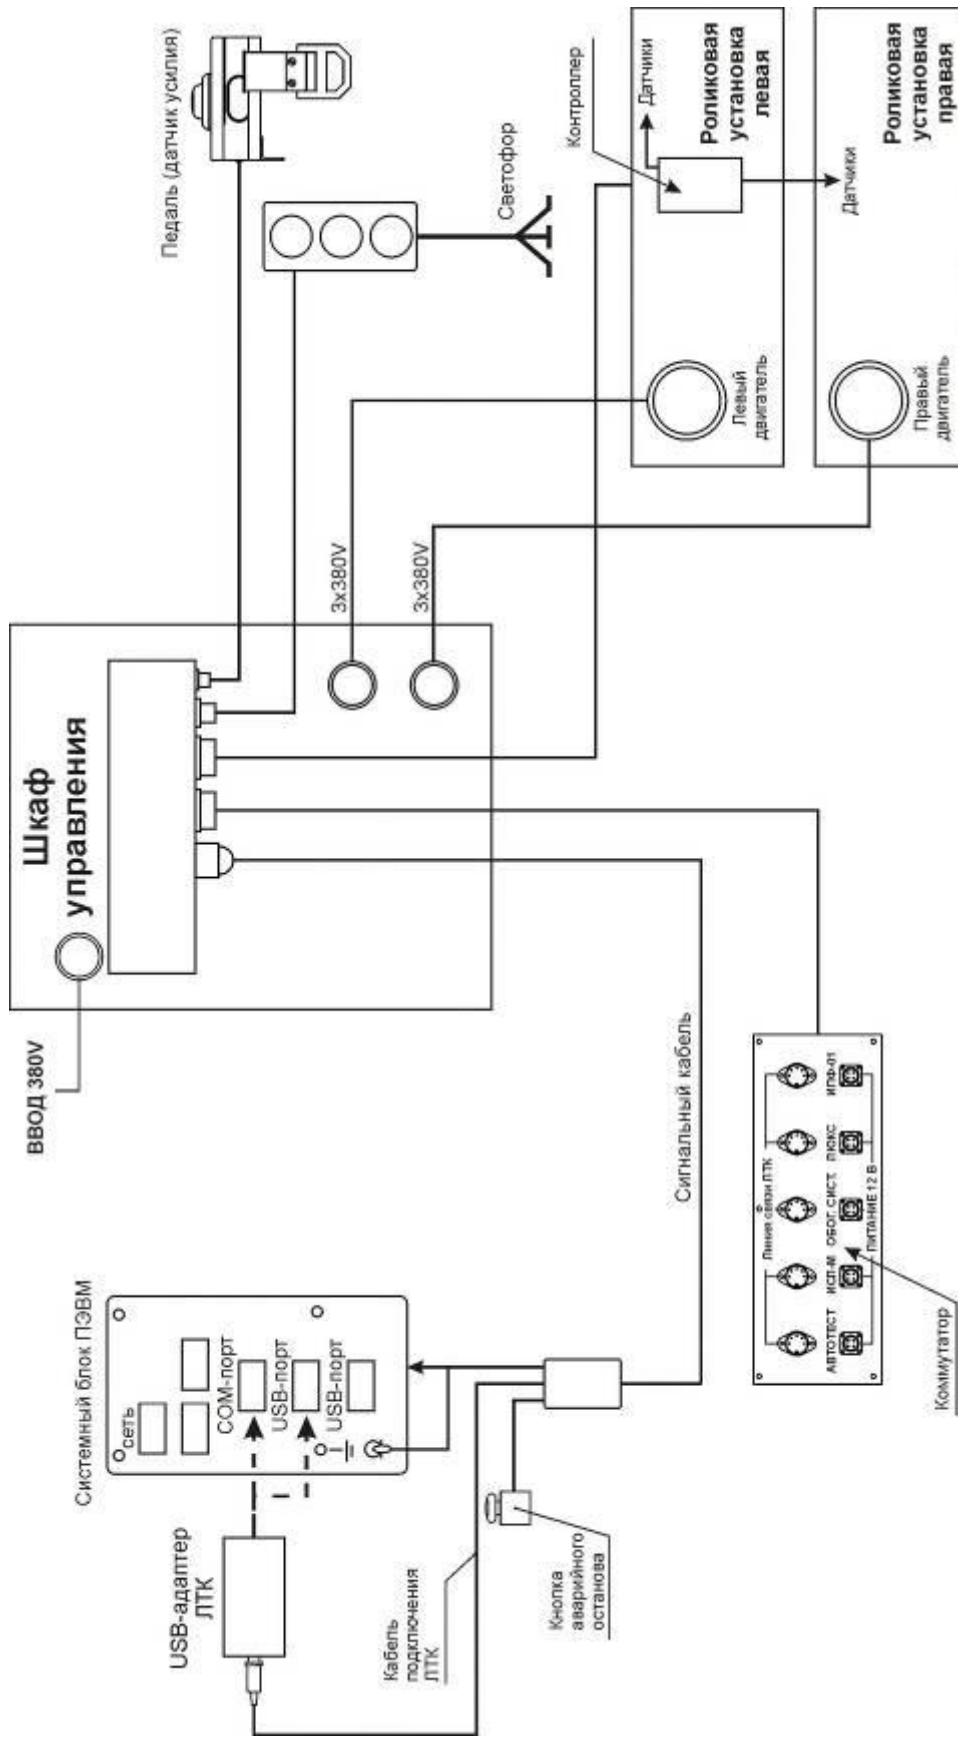 Системный блок ПЭВМ
ВВОД 380V
Шкаф
управления
Педаль (датчик усилия)
сеть
COM-порт
USB-порт
USB-порт
USB-адаптер
ЛТК
3x380V
3x380V
Светофор
Кабель
подключения
ЛТК
Кнопка
аварийного
останова
Сигнальный кабель
Контроллер
Датчики
Роликовая
установка
левая
Левый
двигатель
Линия связи ЛТК
АВТОТЕСТ
ИСП-М
ОБОГ. СИСТ.
ЛЮКС
ИПФ-01
ПИТАНИЕ 12 В
Коммутатор
Датчики
Роликовая
установка
правая
Правый
двигатель